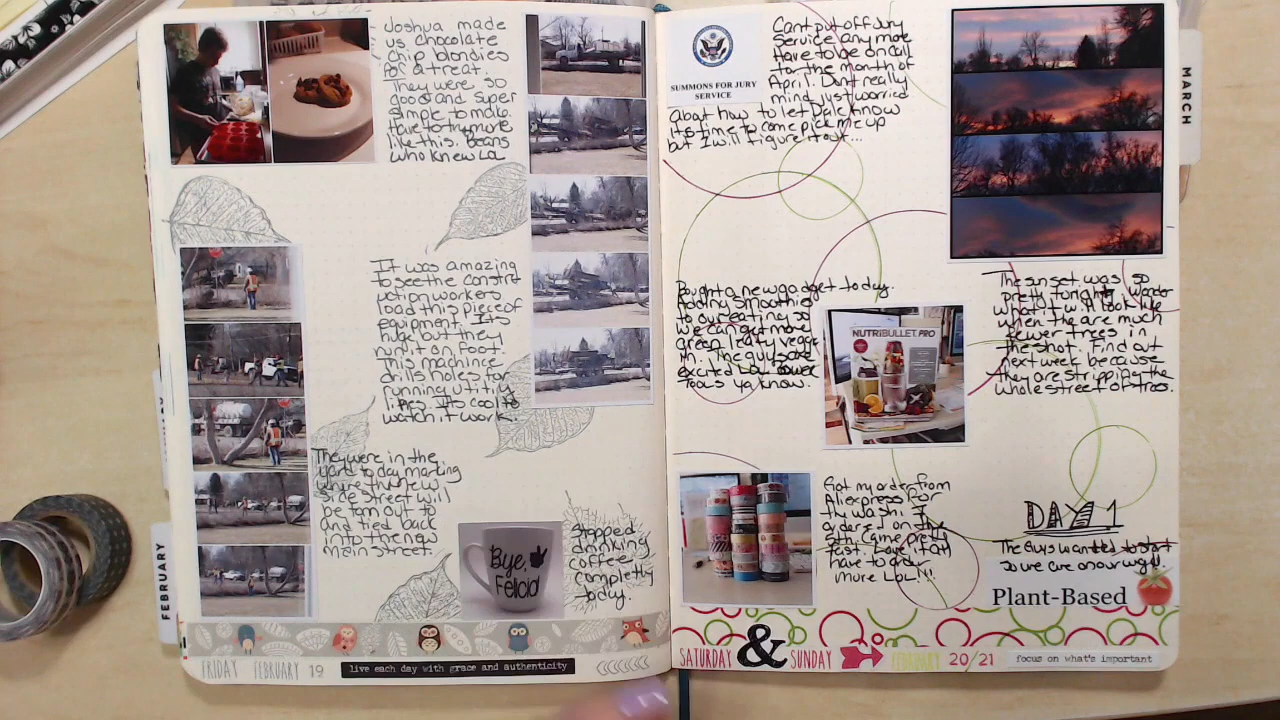 Joshua made
us chocolate
chip blondies
for a treat.
They were so
good and super
simple to make.
Have to try more
like this. Beans
who knew LOL
It was amazing
to see the constr
uction workers
load this piece of
equipment. It's
huge but they
run it on foot.
this machine
drills holes for
running utility
lines. So cool to
watch it work.
They were in the
yard today marking
where the new
side street will
be torn out to
and tied back
into the new
main street.
Bye,
Felicia
Stopped
drinking
coffee
completly
today.
FRIDAY FEBRUARY 19
live each day with grace and authenticity
FEBRUARY
SUMMONS FOR JURY
SERVICE
Cant put off Jury
Service any more
Have to be on call
for the month of
April. Dont really
mind just worried
about how to let Dale know
its time to come pick me up
but I will figure it out...
Bought a new gadget today.
Adding smoothies
to our eating so
we can get more
green leafy veggies
in. The guys are
excited LOL power
tools ya know.
NUTRIBULLET PRO
The sunset was so
pretty tonight. Wonder
what it will look like
when the are much
fewer trees in
the shot. Find out
next week because
they are stripping the
whole street of trees.
Got my order from
Aliexpress for
my washi I
ordered on the
5th. Came pretty
fast. Love it all
have to order
more LOL!!!
DAY 1
The Guys wanted to start
so we are on our way!!
Plant-Based
SATURDAY & SUNDAY FEBRUARY 20/21
focus on what's important
MARCH